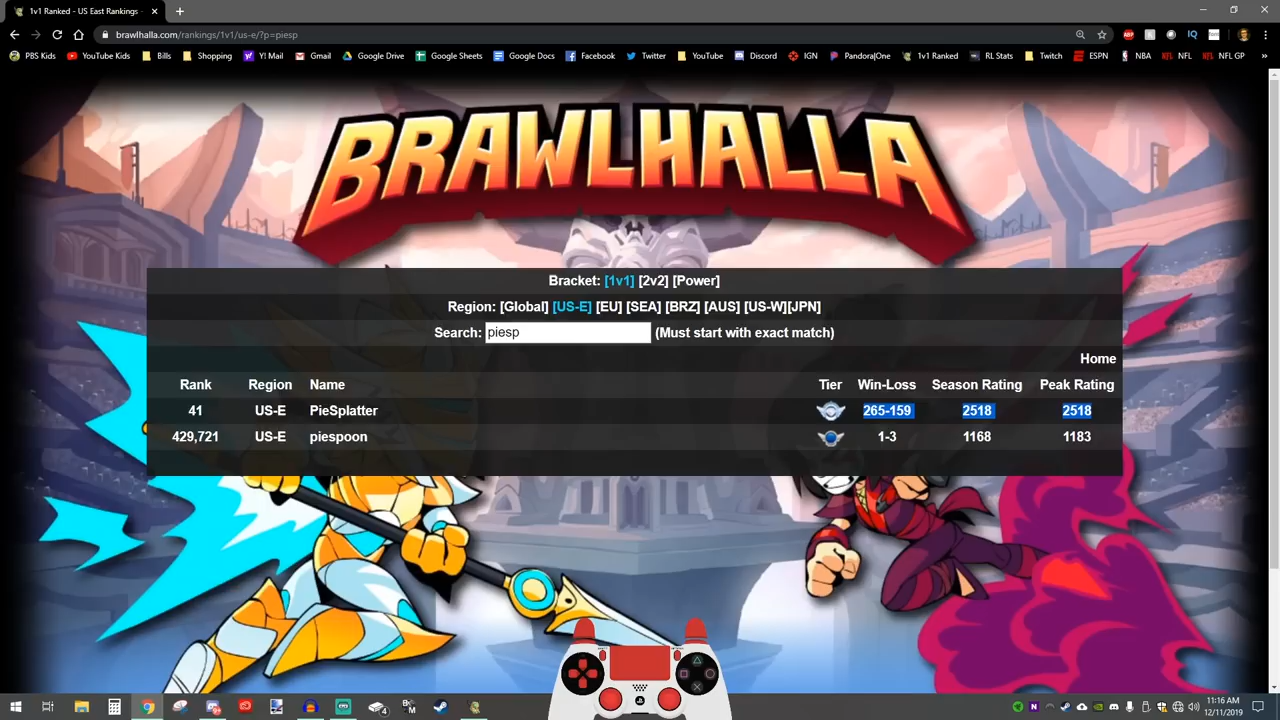 1v1 Ranked - US East Rankings -
brawlhalla.com/rankings/1v1/us-e/?p=piesp
PBS Kids YouTube Kids Bills Shopping Y! Mail Gmail Google Drive Google Sheets Google Docs Facebook Twitter YouTube Discord IGN PandoraOne 1v1 Ranked RL Stats Twitch ESPN NBA NFL NFL GP »
BRAWLHALLA
Bracket: [1v1] [2v2] [Power]
Region: [Global] [US-E] [EU] [SEA] [BRZ] [AUS] [US-W][JPN]
Search: piesp (Must start with exact match)
Home
Rank Region Name Tier Win-Loss Season Rating Peak Rating
41 US-E PieSplatter 265-159 2518 2518
429,721 US-E piespoon 1-3 1168 1183
11:16 AM
12/11/2019